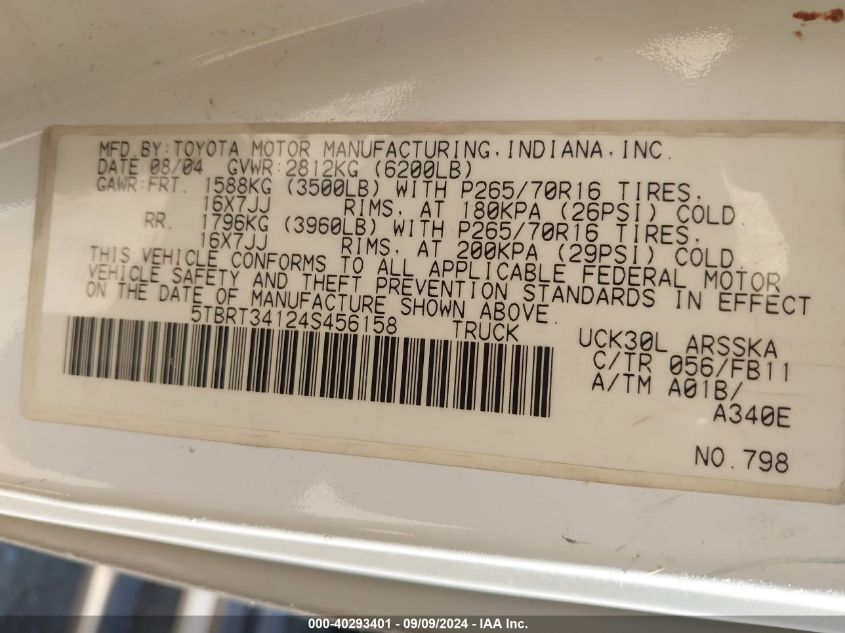 MFD. BY: TOYOTA MOTOR MANUFACTURING, INDIANA, INC.
DATE 08/04 GVWR: 2812KG (6200LB)
GAWR: FRT. 1588KG (3500LB) WITH P265/70R16 TIRES,
16X7JJ RIMS, AT 180KPA (26PSI) COLD
RR. 1796KG (3960LB) WITH P265/70R16 TIRES,
16X7JJ RIMS, AT 200KPA (29PSI) COLD
THIS VEHICLE CONFORMS TO ALL APPLICABLE FEDERAL MOTOR
VEHICLE SAFETY AND THEFT PREVENTION STANDARDS IN EFFECT
ON THE DATE OF MANUFACTURE SHOWN ABOVE.
5TBRT34124S456158 TRUCK
UCK30L ARSSKA
C/TR 056/FB11
A/TM A01B/
A340E
NO. 798
000-40293401 - 09/09/2024 - IAA Inc.